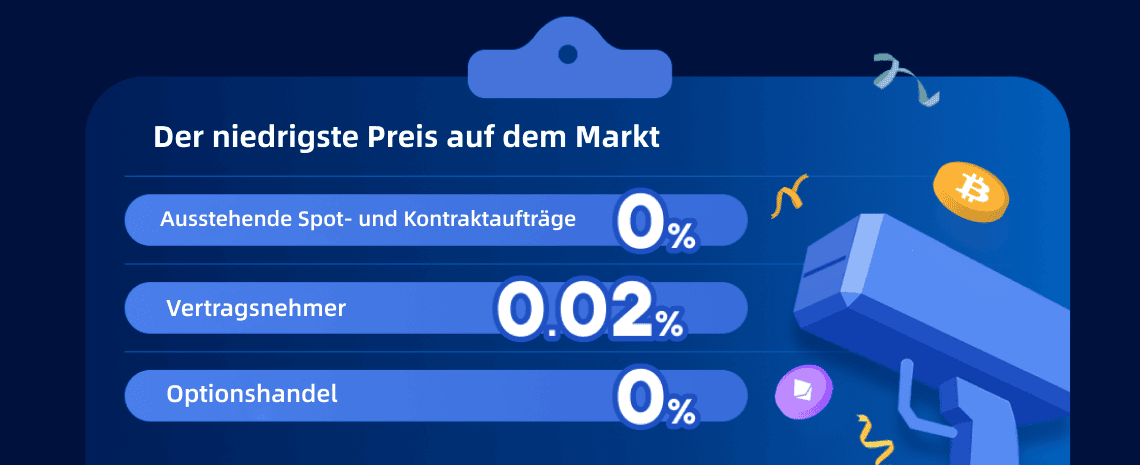 Der niedrigste Preis auf dem Markt
Ausstehende Spot- und Kontraktaufträge 0%
Vertragsnehmer 0.02%
Optionshandel 0%